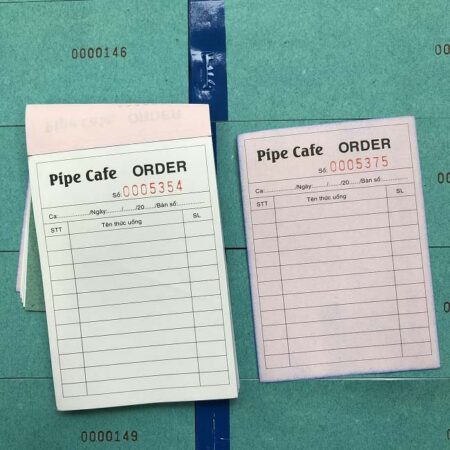 0000146
Pipe Cafe ORDER
Số: 0005354
Ca:............../Ngày:......./......./20....../Bàn số:............
STT Tên thức uống SL
Pipe Cafe ORDER
Số: 0005375
Ca:............../Ngày:......./......./20....../Bàn số:............
STT Tên thức uống SL
0000149